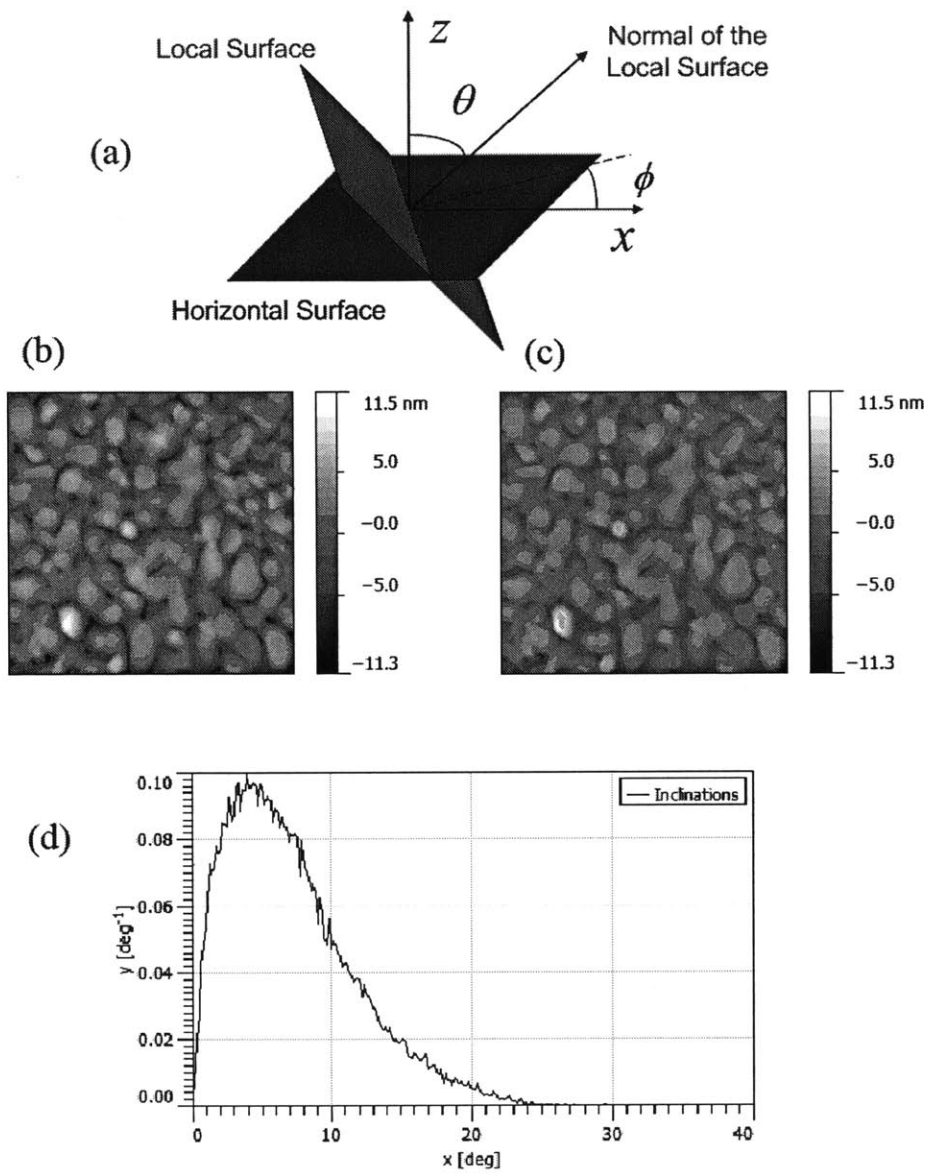 Local Surface
z
Normal of the
Local Surface
θ
(a)
ϕ
x
Horizontal Surface
(b)
(c)
11.5 nm
5.0
−0.0
−5.0
−11.3
11.5 nm
5.0
−0.0
−5.0
−11.3
(d)
0.10
0.08
0.06
0.04
0.02
0.00
y [deg⁻¹]
Inclinations
0
10
20
30
40
x [deg]